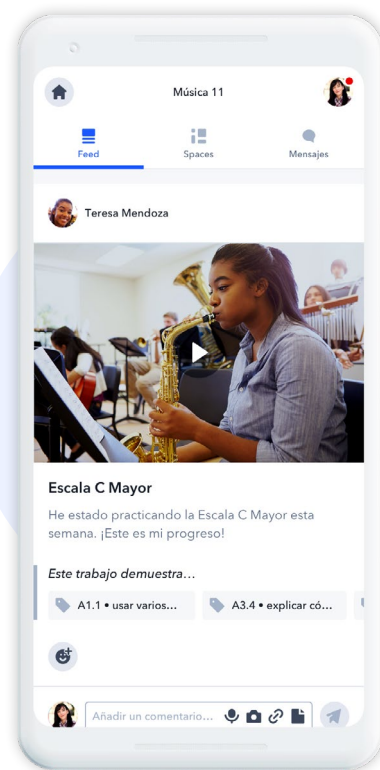 Música 11
Feed
Spaces
Mensajes
Teresa Mendoza
Escala C Mayor
He estado practicando la Escala C Mayor esta
semana. ¡Este es mi progreso!
Este trabajo demuestra…
A1.1 • usar varios…
A3.4 • explicar có…
Añadir un comentario…